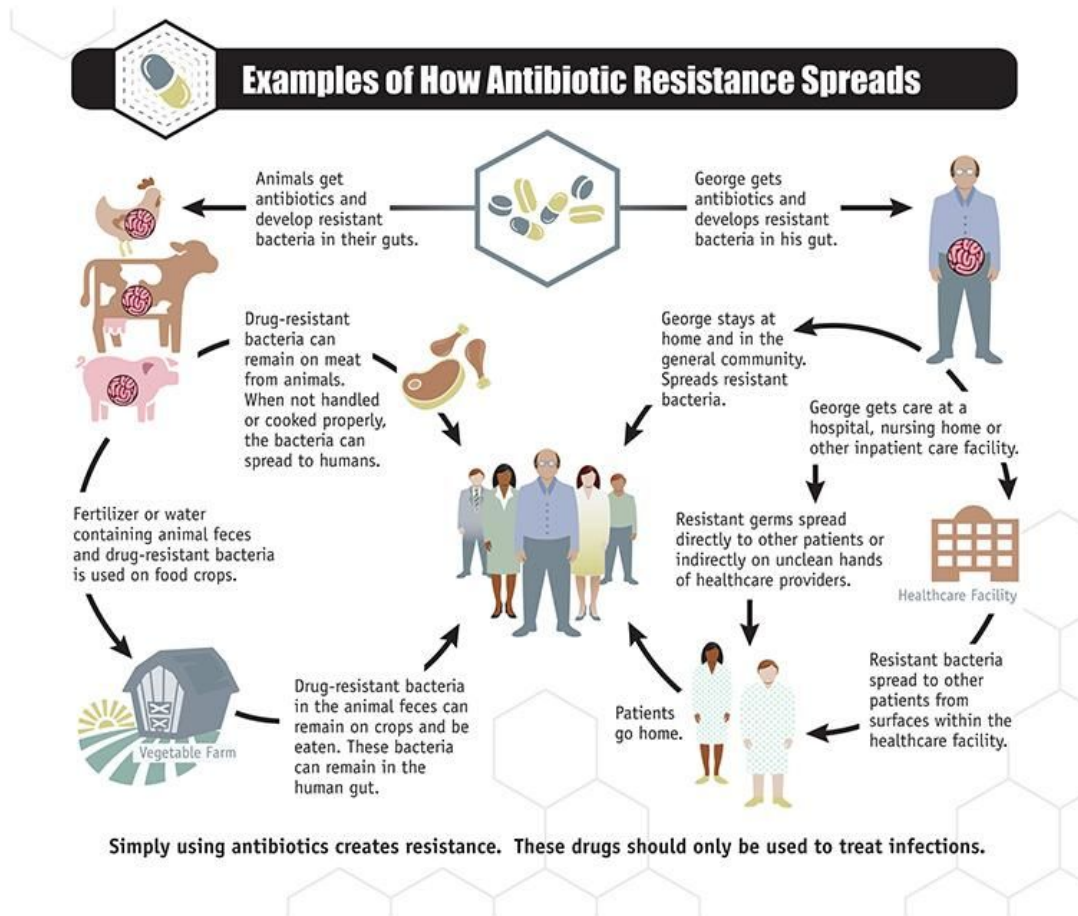 Examples of How Antibiotic Resistance Spreads
Animals get
antibiotics and
develop resistant
bacteria in their guts.
George gets
antibiotics and
develops resistant
bacteria in his gut.
Drug-resistant
bacteria can
remain on meat
from animals.
When not handled
or cooked properly,
the bacteria can
spread to humans.
George stays at
home and in the
general community.
Spreads resistant
bacteria.
George gets care at a
hospital, nursing home or
other inpatient care facility.
Fertilizer or water
containing animal feces
and drug-resistant bacteria
is used on food crops.
Resistant germs spread
directly to other patients or
indirectly on unclean hands
of healthcare providers.
Healthcare Facility
Vegetable Farm
Drug-resistant bacteria
in the animal feces can
remain on crops and be
eaten. These bacteria
can remain in the
human gut.
Patients
go home.
Resistant bacteria
spread to other
patients from
surfaces within the
healthcare facility.
Simply using antibiotics creates resistance. These drugs should only be used to treat infections.